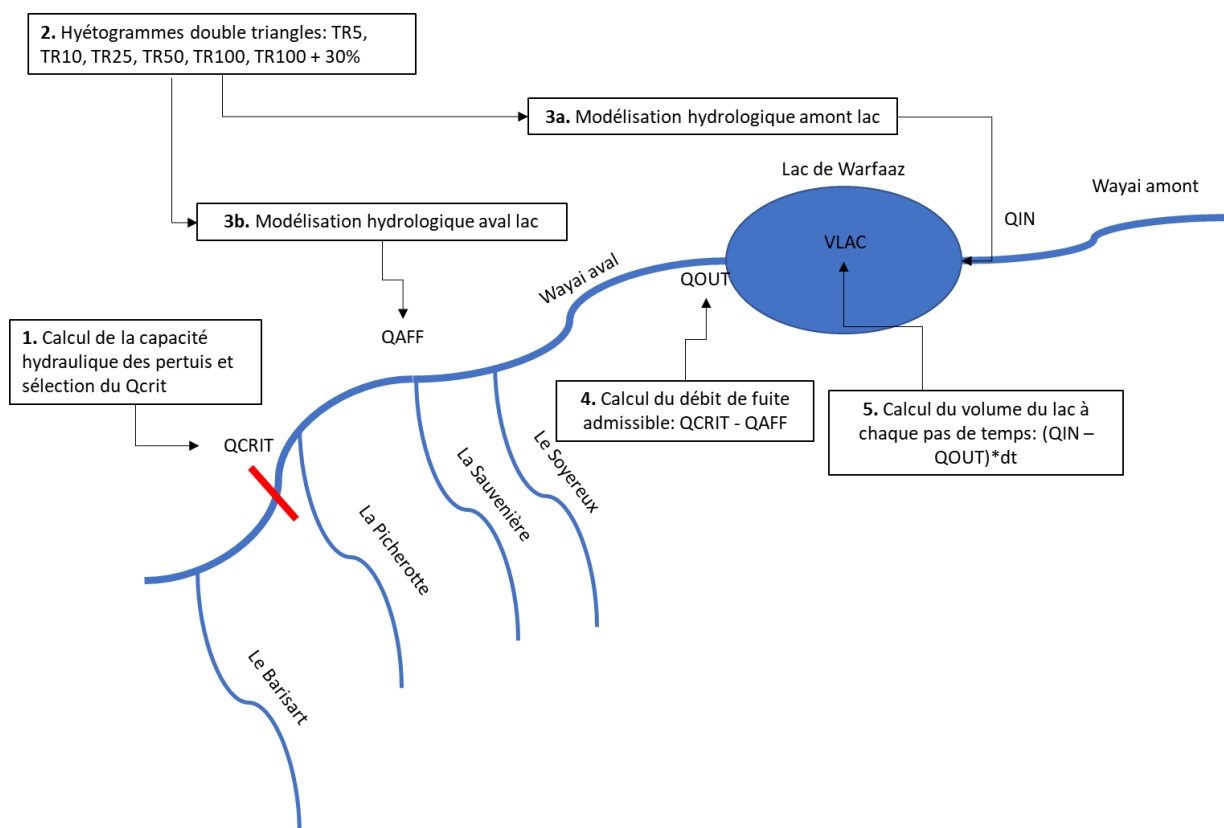 2. Hyétogrammes double triangles: TR5,
TR10, TR25, TR50, TR100, TR100 + 30%
3a. Modélisation hydrologique amont lac
Lac de Warfaaz
Wayai amont
3b. Modélisation hydrologique aval lac
QIN
VLAC
Wayai aval
QOUT
1. Calcul de la capacité
hydraulique des pertuis et
sélection du Qcrit
QAFF
4. Calcul du débit de fuite
admissible: QCRIT - QAFF
5. Calcul du volume du lac à
chaque pas de temps: (QIN –
QOUT)*dt
QCRIT
Le Soyereux
La Sauvenière
La Picherotte
Le Barisart